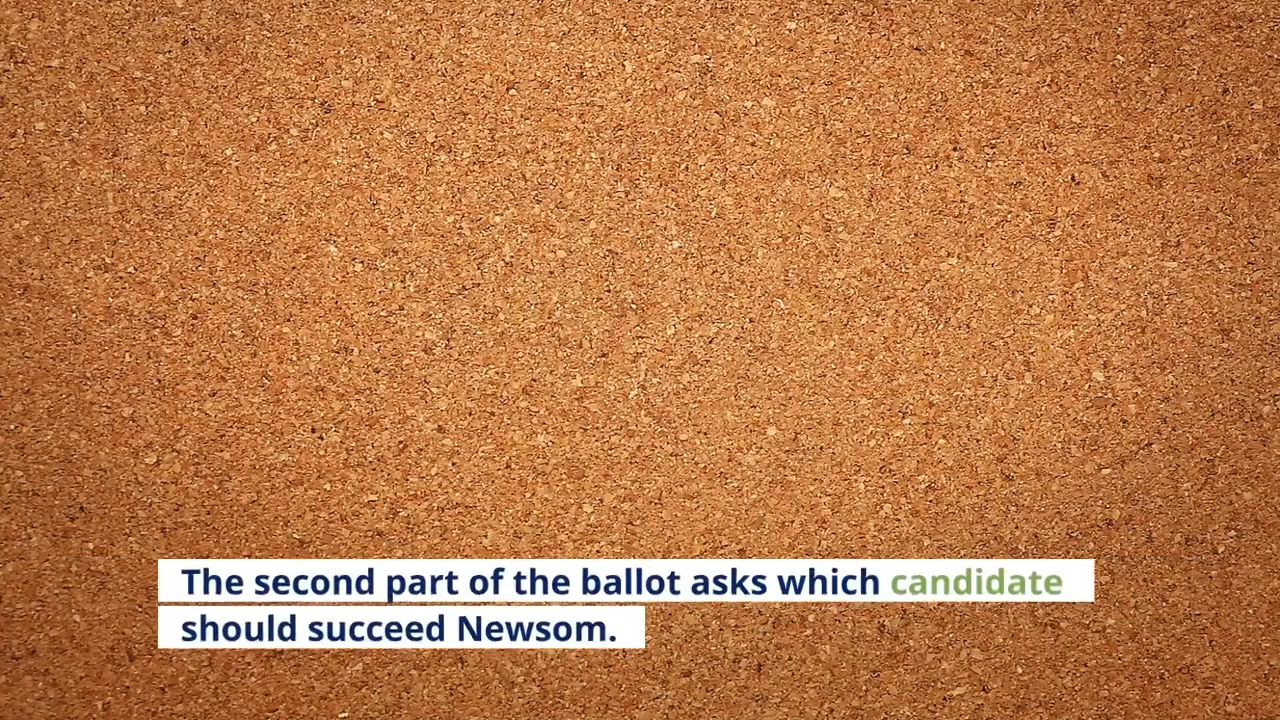 The second part of the ballot asks which candidate
should succeed Newsom.